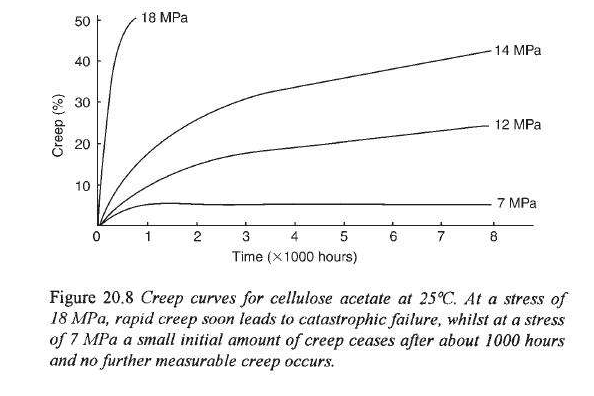 50
18 MPa
40
14 MPa
30
Creep (%)
20
12 MPa
10
7 MPa
0 1 2 3 4 5 6 7 8
Time (×1000 hours)
Figure 20.8 Creep curves for cellulose acetate at 25°C. At a stress of
18 MPa, rapid creep soon leads to catastrophic failure, whilst at a stress
of 7 MPa a small initial amount of creep ceases after about 1000 hours
and no further measurable creep occurs.